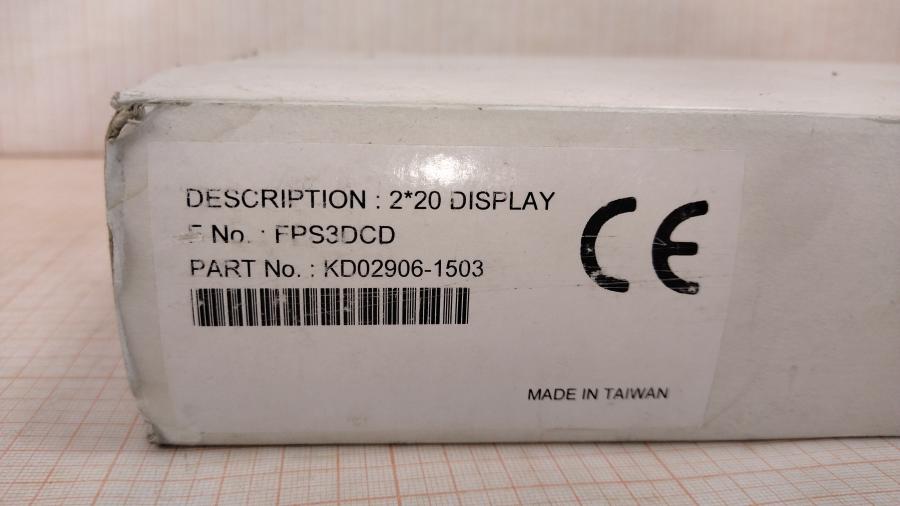 DESCRIPTION : 2*20 DISPLAY
F No. : FPS3DCD
PART No. : KD02906-1503
CE
MADE IN TAIWAN